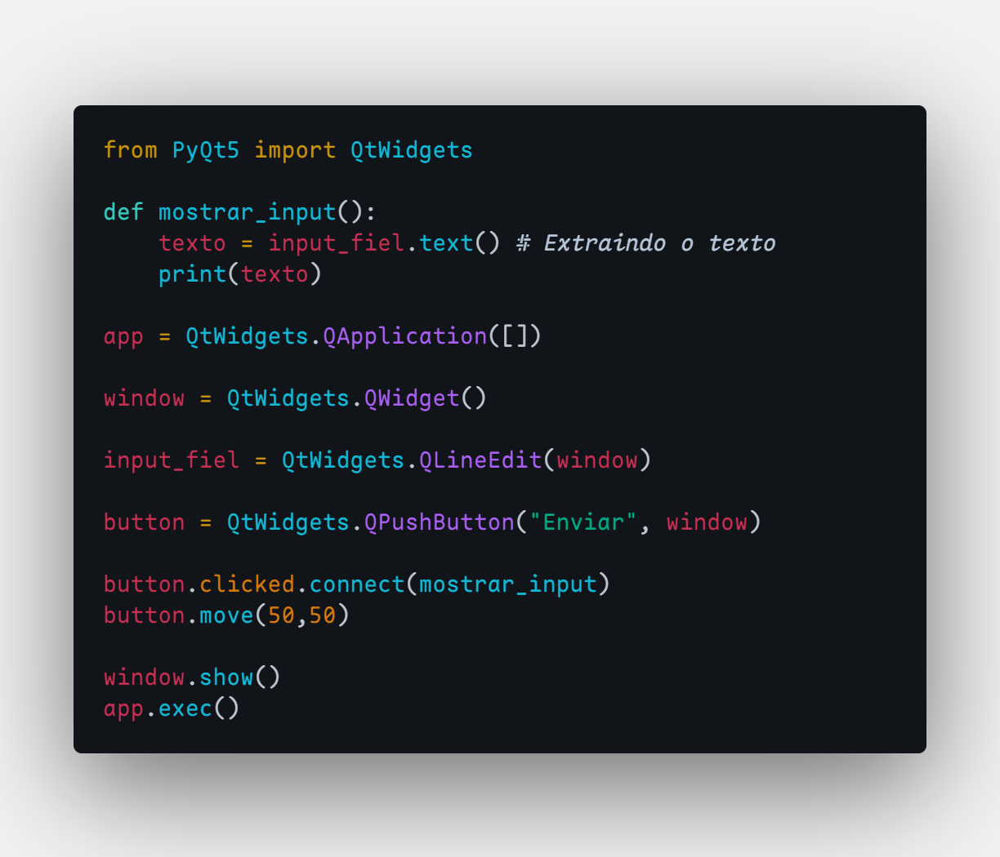 from PyQt5 import QtWidgets
def mostrar_input():
    texto = input_fiel.text() # Extraindo o texto
    print(texto)
app = QtWidgets.QApplication([])
window = QtWidgets.QWidget()
input_fiel = QtWidgets.QLineEdit(window)
button = QtWidgets.QPushButton("Enviar", window)
button.clicked.connect(mostrar_input)
button.move(50,50)
window.show()
app.exec()